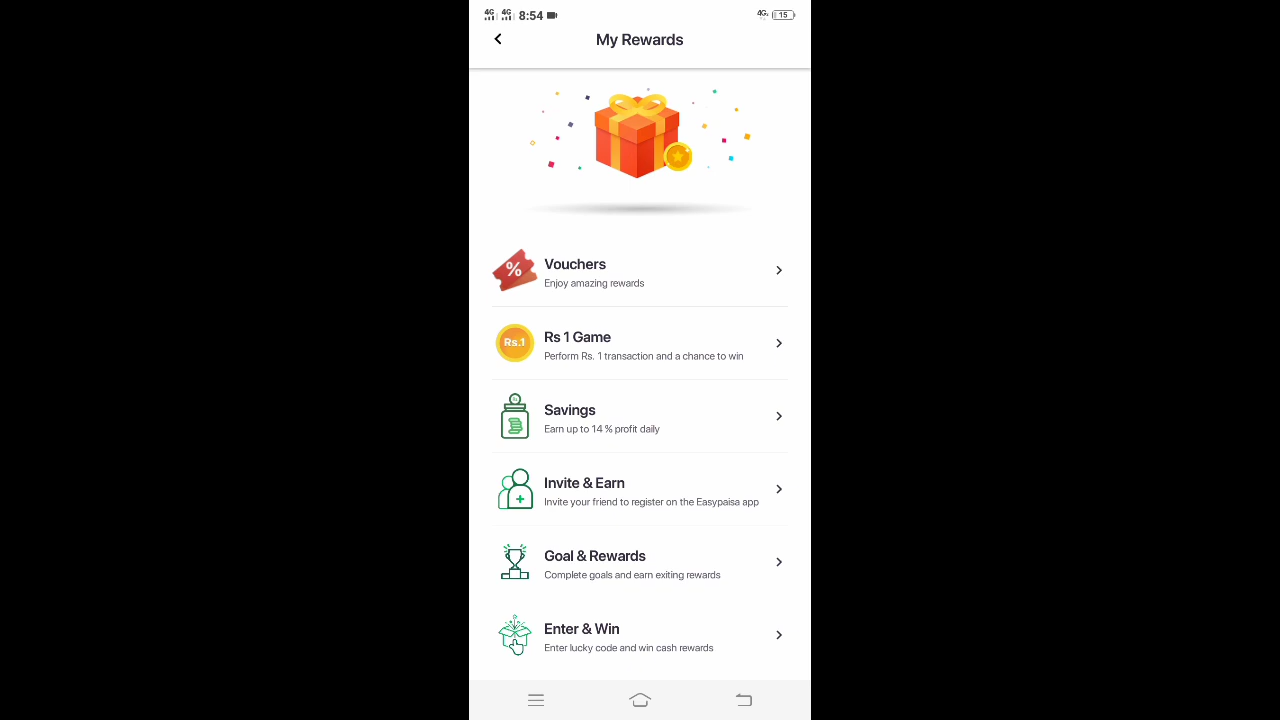 4G 4G 8:54 4G 15
My Rewards
%
Vouchers
Enjoy amazing rewards
Rs.1
Rs 1 Game
Perform Rs. 1 transaction and a chance to win
Savings
Earn up to 14 % profit daily
Invite & Earn
Invite your friend to register on the Easypaisa app
Goal & Rewards
Complete goals and earn exiting rewards
Enter & Win
Enter lucky code and win cash rewards